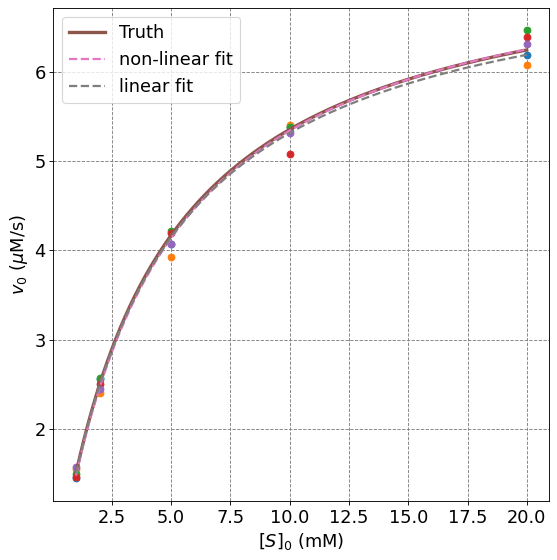 Truth
non-linear fit
linear fit
6
5
4
3
2
v₀ (μM/s)
2.5 5.0 7.5 10.0 12.5 15.0 17.5 20.0
[S]₀ (mM)